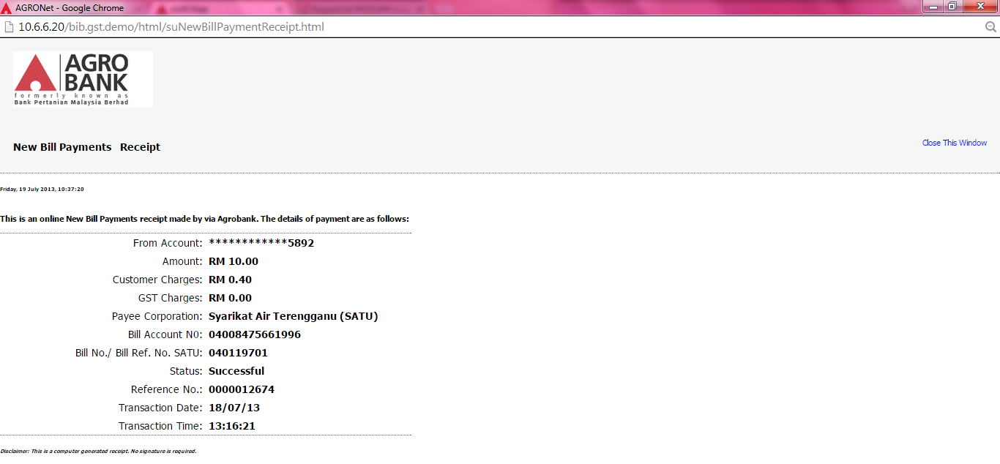 AGRONet - Google Chrome
10.6.6.20/bib.gst.demo/html/suNewBillPaymentReceipt.html
AGRO
BANK
formerly known as
Bank Pertanian Malaysia Berhad
New Bill Payments Receipt
Close This Window
Friday, 19 July 2013, 10:37:20
This is an online New Bill Payments receipt made by via Agrobank. The details of payment are as follows:
From Account: ************5892
Amount: RM 10.00
Customer Charges: RM 0.40
GST Charges: RM 0.00
Payee Corporation: Syarikat Air Terengganu (SATU)
Bill Account N0: 04008475661996
Bill No./ Bill Ref. No. SATU: 040119701
Status: Successful
Reference No.: 0000012674
Transaction Date: 18/07/13
Transaction Time: 13:16:21
Disclaimer: This is a computer generated receipt. No signature is required.